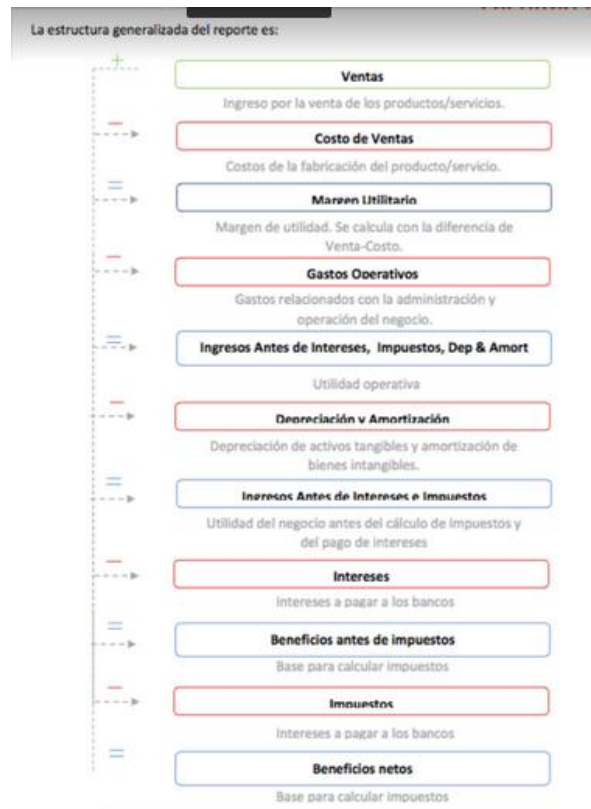 La estructura generalizada del reporte es:
+
Ventas
Ingreso por la venta de los productos/servicios.
−
Costo de Ventas
Costos de la fabricación del producto/servicio.
=
Margen Utilitario
Margen de utilidad. Se calcula con la diferencia de
Venta-Costo.
−
Gastos Operativos
Gastos relacionados con la administración y
operación del negocio.
=
Ingresos Antes de Intereses, Impuestos, Dep & Amort
Utilidad operativa
−
Depreciación y Amortización
Depreciación de activos tangibles y amortización de
bienes intangibles.
=
Ingresos Antes de Intereses e Impuestos
Utilidad del negocio antes del cálculo de impuestos y
del pago de intereses
−
Intereses
Intereses a pagar a los bancos
=
Beneficios antes de impuestos
Base para calcular impuestos
−
Impuestos
Intereses a pagar a los bancos
=
Beneficios netos
Base para calcular impuestos